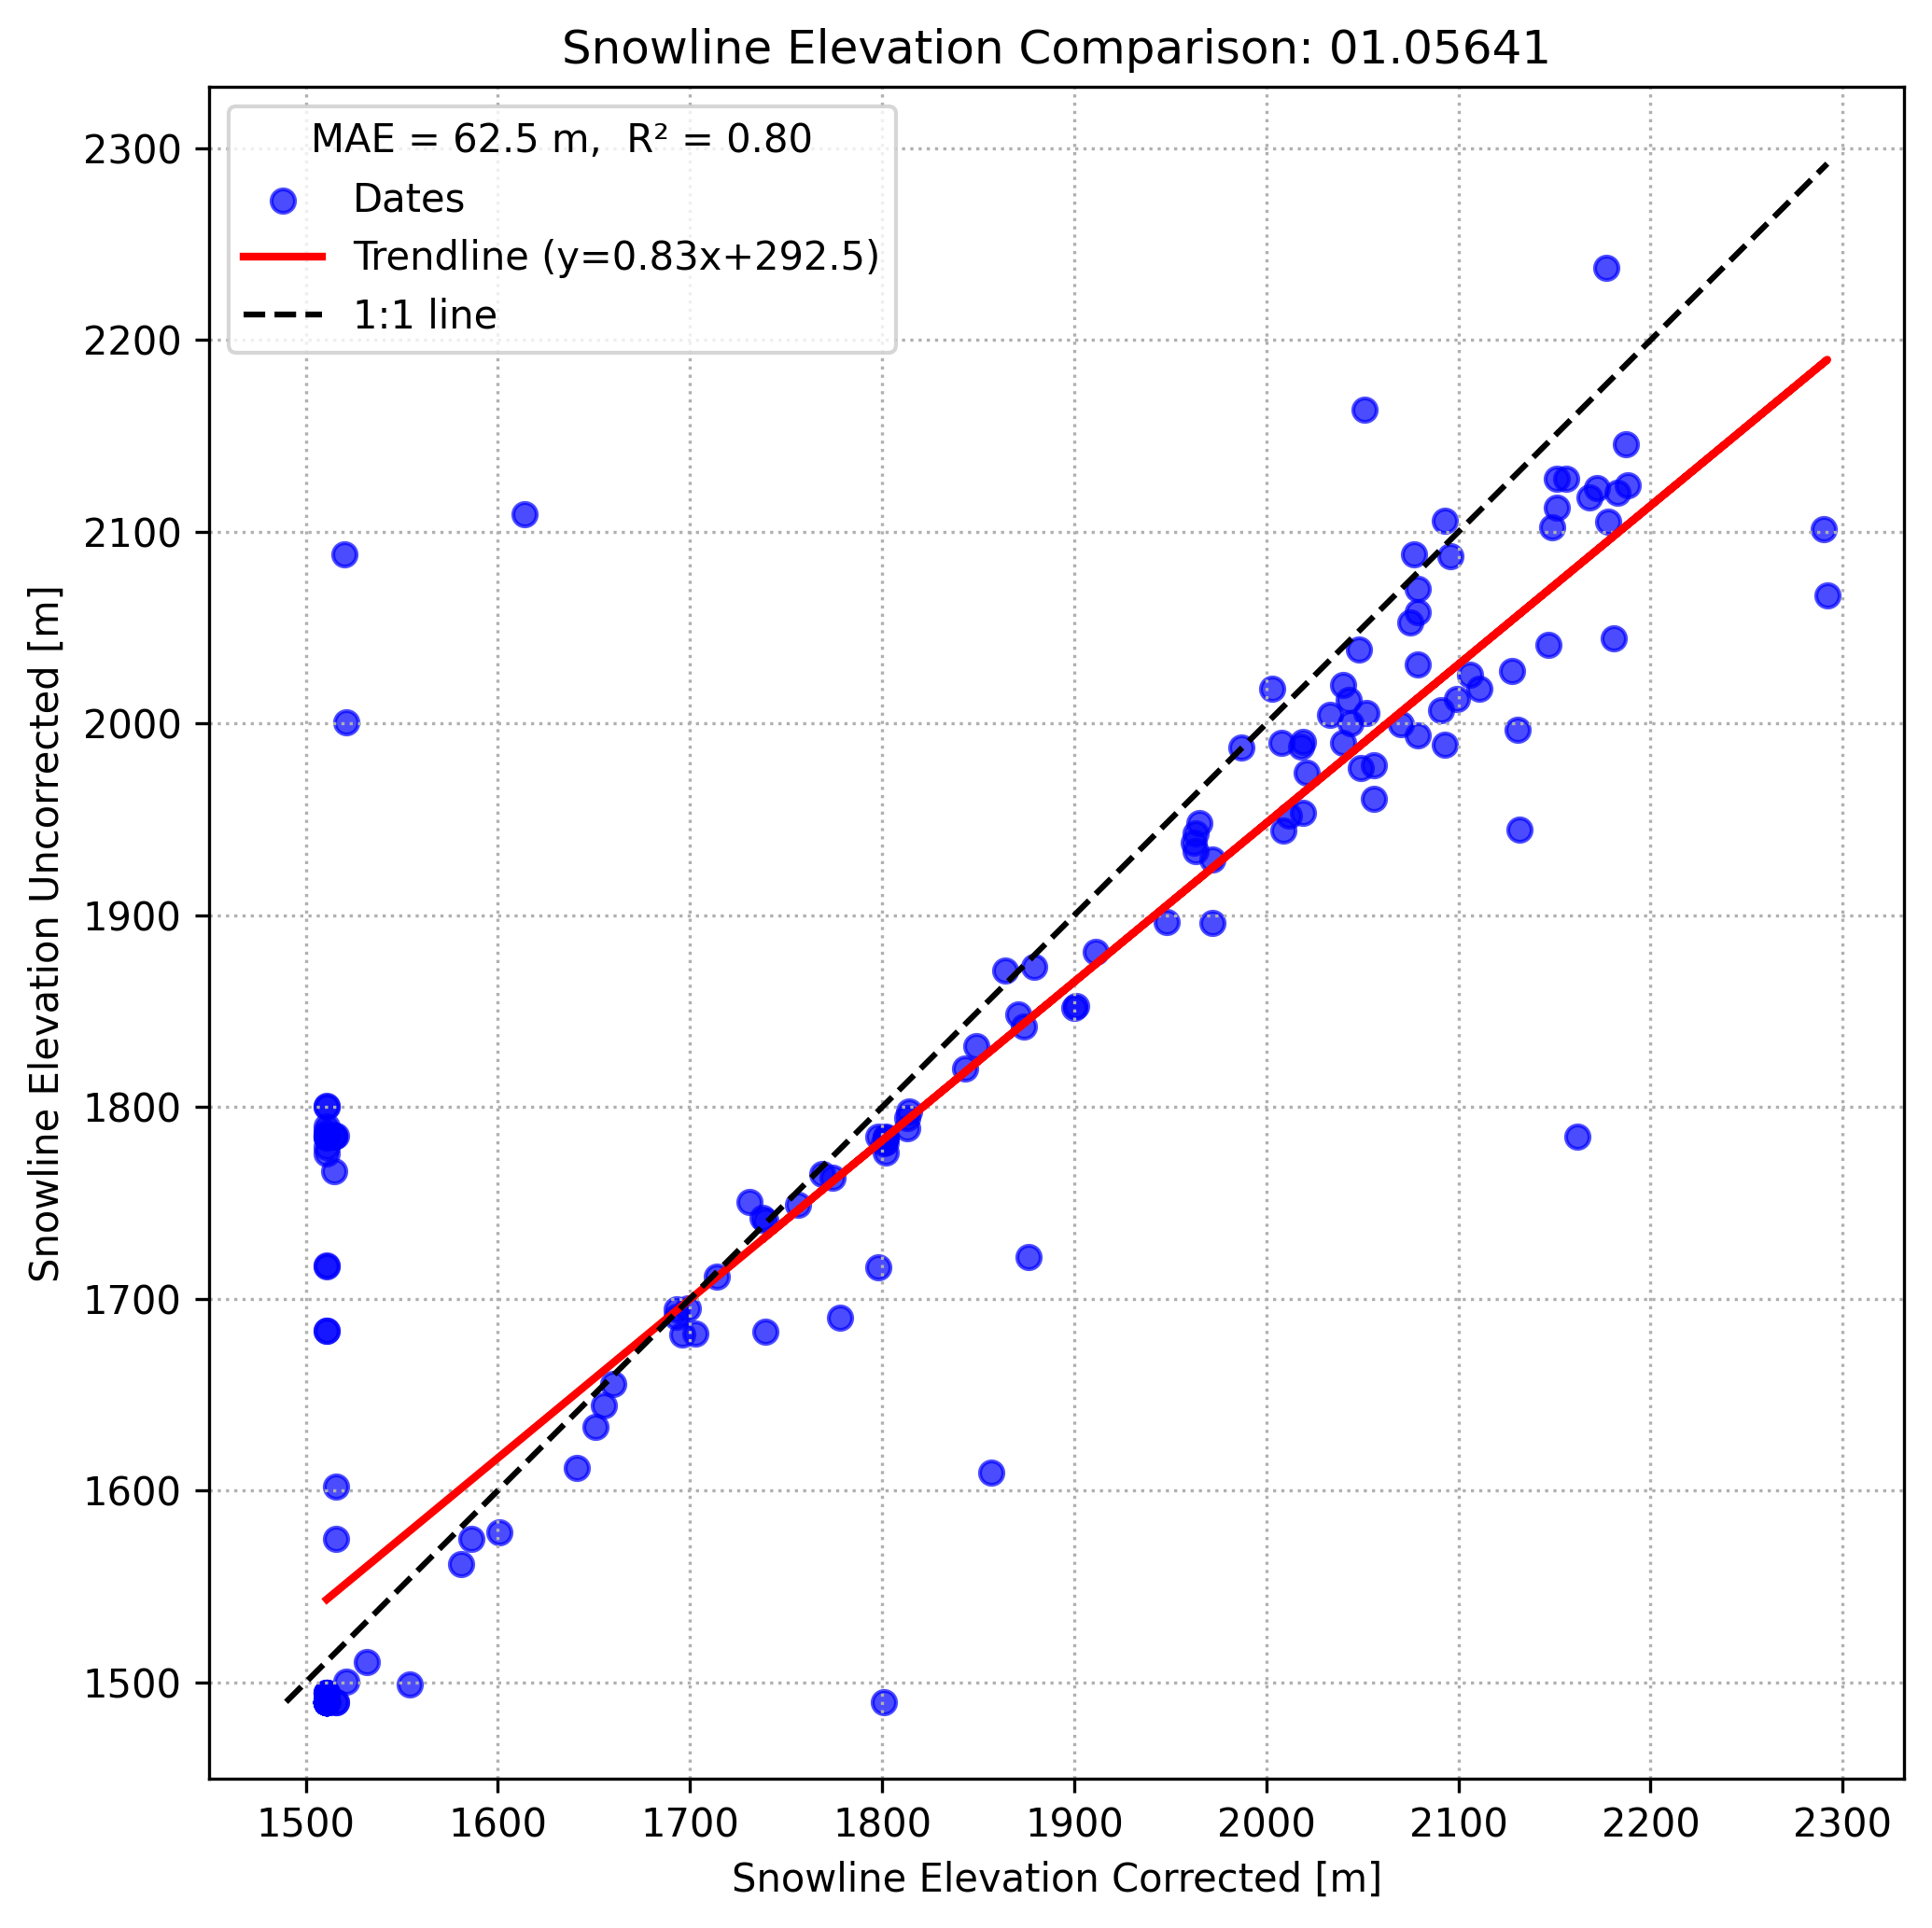 Snowline Elevation Comparison: 01.05641
MAE = 62.5 m,  R² = 0.80
Dates
Trendline (y=0.83x+292.5)
1:1 line
2300
2200
2100
2000
1900
1800
1700
1600
1500
Snowline Elevation Uncorrected [m]
1500 1600 1700 1800 1900 2000 2100 2200 2300
Snowline Elevation Corrected [m]